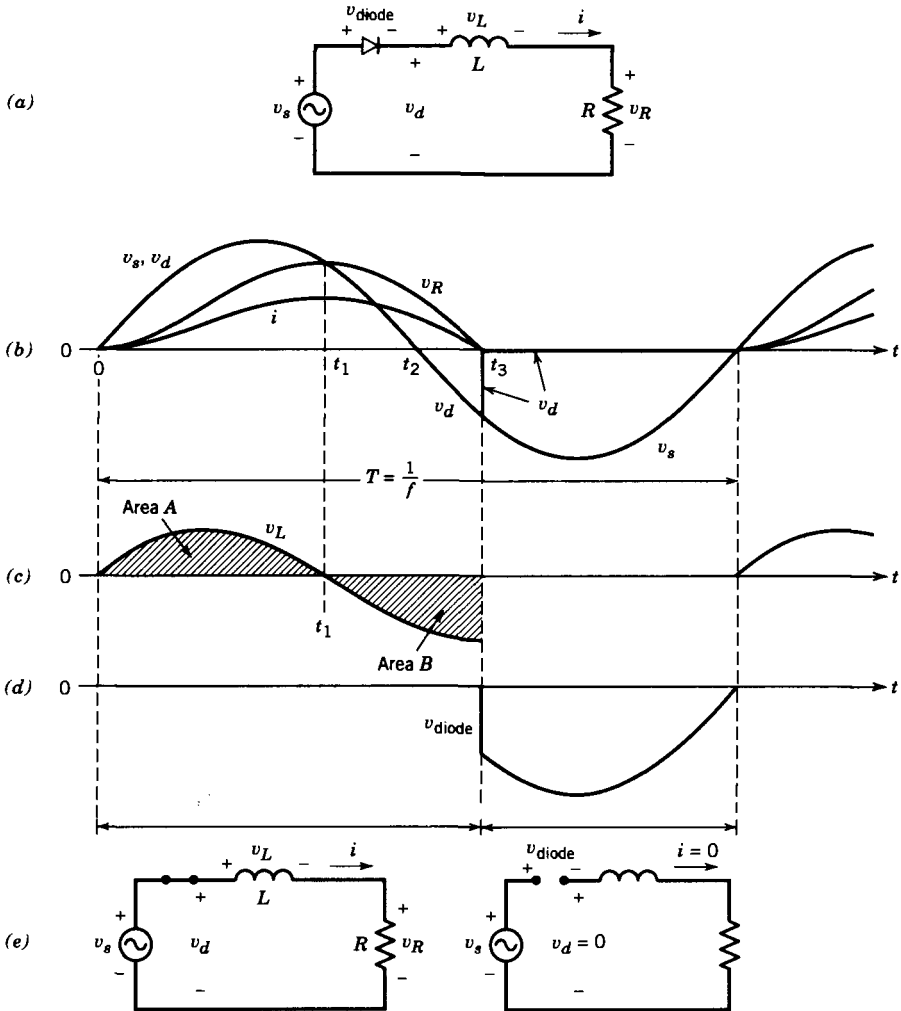 v_diode v_L i
+ − + −
L
(a) + v_s − + v_d − R + v_R −
v_s, v_d
v_R
i
(b) 0 0 t_1 t_2 t_3 t
v_d v_d v_s
T = 1/f
Area A v_L
(c) 0 t
t_1
Area B
(d) 0 t
v_diode
v_L i v_diode i = 0
+ − + −
L
(e) + v_s − + v_d − R + v_R − + v_s − + v_d = 0 −